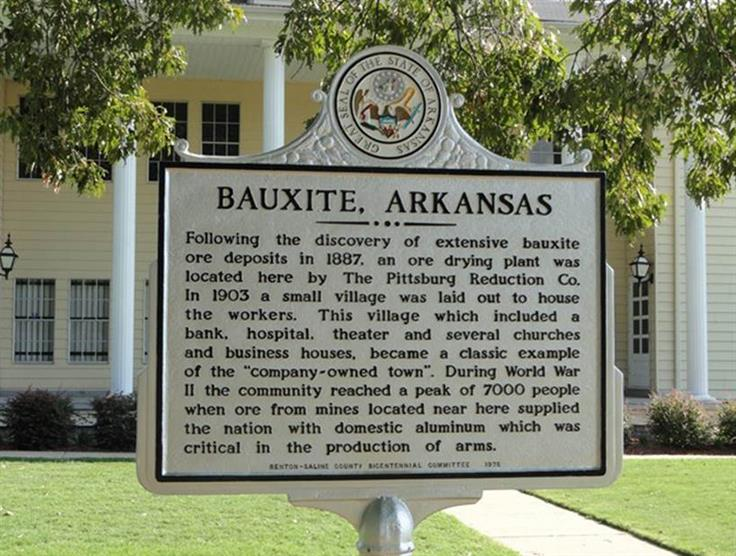 GREAT SEAL OF THE STATE OF ARKANSAS
BAUXITE, ARKANSAS
Following the discovery of extensive bauxite
ore deposits in 1887, an ore drying plant was
located here by The Pittsburg Reduction Co.
In 1903 a small village was laid out to house
the workers. This village which included a
bank, hospital, theater and several churches
and business houses, became a classic example
of the "company-owned town". During World War
II the community reached a peak of 7000 people
when ore from mines located near here supplied
the nation with domestic aluminum which was
critical in the production of arms.
BENTON-SALINE COUNTY BICENTENNIAL COMMITTEE 1976